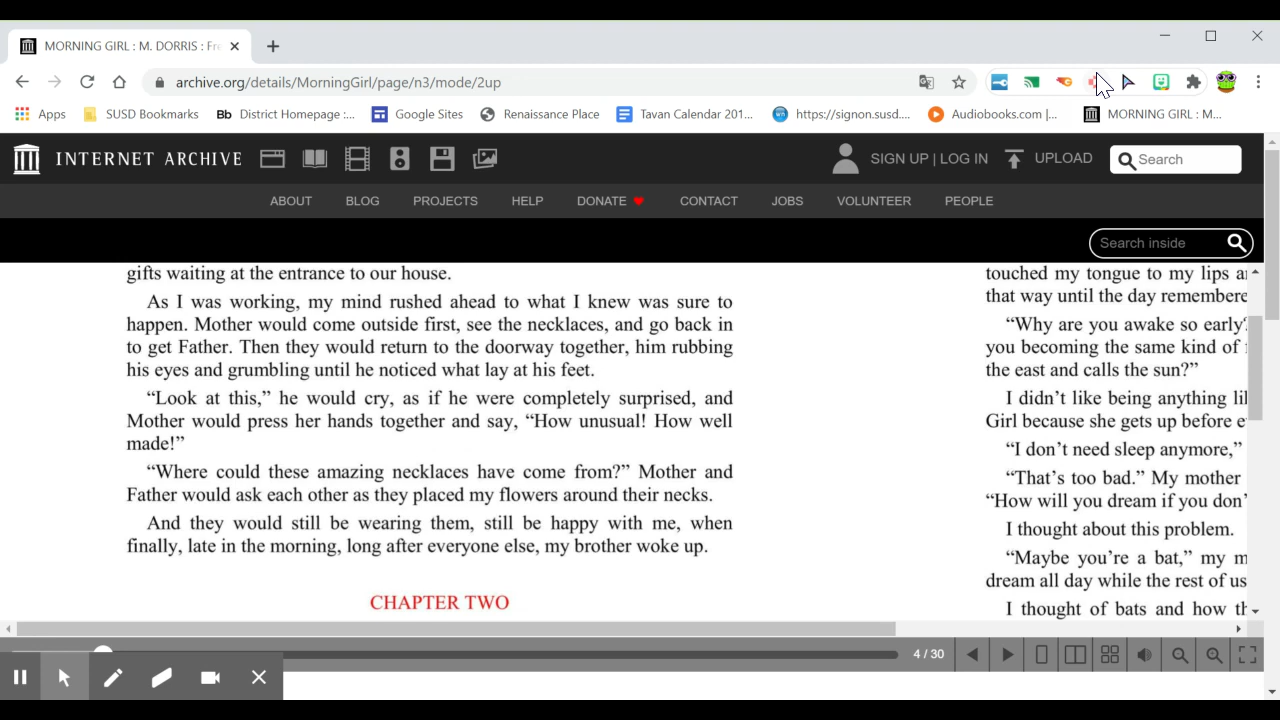 MORNING GIRL : M. DORRIS : Fre
archive.org/details/MorningGirl/page/n3/mode/2up
Apps SUSD Bookmarks Bb District Homepage :... Google Sites Renaissance Place Tavan Calendar 201... wn https://signon.susd.... Audiobooks.com |... MORNING GIRL : M...
INTERNET ARCHIVE SIGN UP | LOG IN UPLOAD Search
ABOUT BLOG PROJECTS HELP DONATE CONTACT JOBS VOLUNTEER PEOPLE
Search inside
gifts waiting at the entrance to our house.
As I was working, my mind rushed ahead to what I knew was sure to
happen. Mother would come outside first, see the necklaces, and go back in
to get Father. Then they would return to the doorway together, him rubbing
his eyes and grumbling until he noticed what lay at his feet.
“Look at this,” he would cry, as if he were completely surprised, and
Mother would press her hands together and say, “How unusual! How well
made!”
“Where could these amazing necklaces have come from?” Mother and
Father would ask each other as they placed my flowers around their necks.
And they would still be wearing them, still be happy with me, when
finally, late in the morning, long after everyone else, my brother woke up.
CHAPTER TWO
touched my tongue to my lips
that way until the day remembere
“Why are you awake so early?
you becoming the same kind of
the east and calls the sun?”
I didn’t like being anything
Girl because she gets up before
“I don’t need sleep anymore,”
“That’s too bad.” My mother
“How will you dream if you don’
I thought about this problem.
“Maybe you’re a bat,” my
dream all day while the rest of us
I thought of bats and how
4 / 30